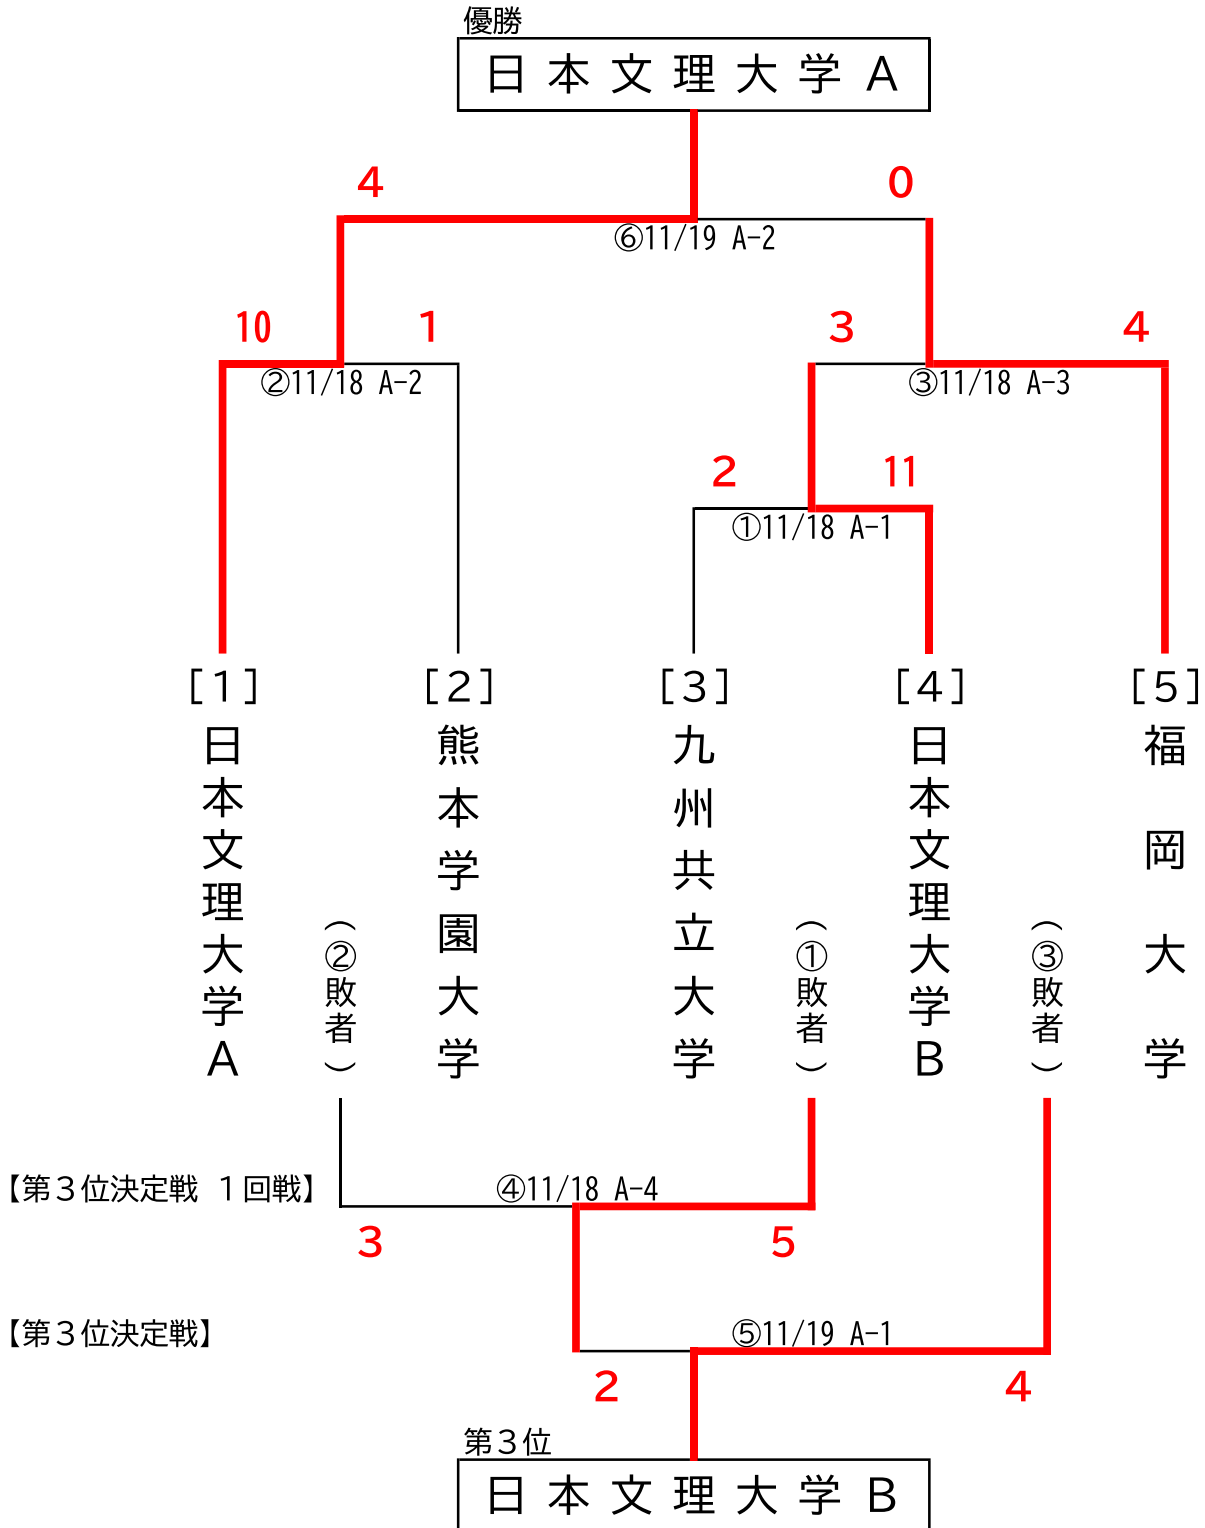 優勝
日本文理大学Ａ
4 0
⑥11/19 A-2
10 1 3 4
②11/18 A-2 ③11/18 A-3
2 11
①11/18 A-1
［１］ ［２］ ［３］ ［４］ ［５］
日本文理大学Ａ
（②敗者）
熊本学園大学
九州共立大学
（①敗者）
日本文理大学Ｂ
（③敗者）
福岡大学
【第３位決定戦 １回戦】 ④11/18 A-4
3 5
【第３位決定戦】 ⑤11/19 A-1
2 4
第３位
日本文理大学Ｂ